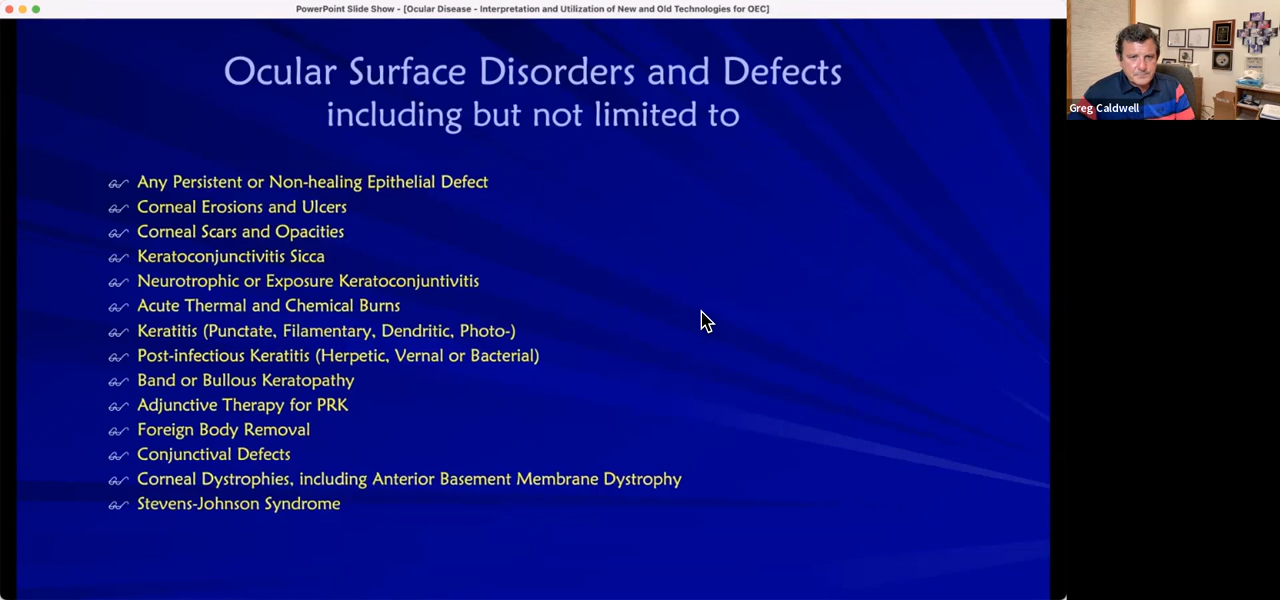 PowerPoint Slide Show - [Ocular Disease - Interpretation and Utilization of New and Old Technologies for OEC]
Ocular Surface Disorders and Defects
including but not limited to
Any Persistent or Non-healing Epithelial Defect
Corneal Erosions and Ulcers
Corneal Scars and Opacities
Keratoconjunctivitis Sicca
Neurotrophic or Exposure Keratoconjuntivitis
Acute Thermal and Chemical Burns
Keratitis (Punctate, Filamentary, Dendritic, Photo-)
Post-infectious Keratitis (Herpetic, Vernal or Bacterial)
Band or Bullous Keratopathy
Adjunctive Therapy for PRK
Foreign Body Removal
Conjunctival Defects
Corneal Dystrophies, including Anterior Basement Membrane Dystrophy
Stevens-Johnson Syndrome
Greg Caldwell